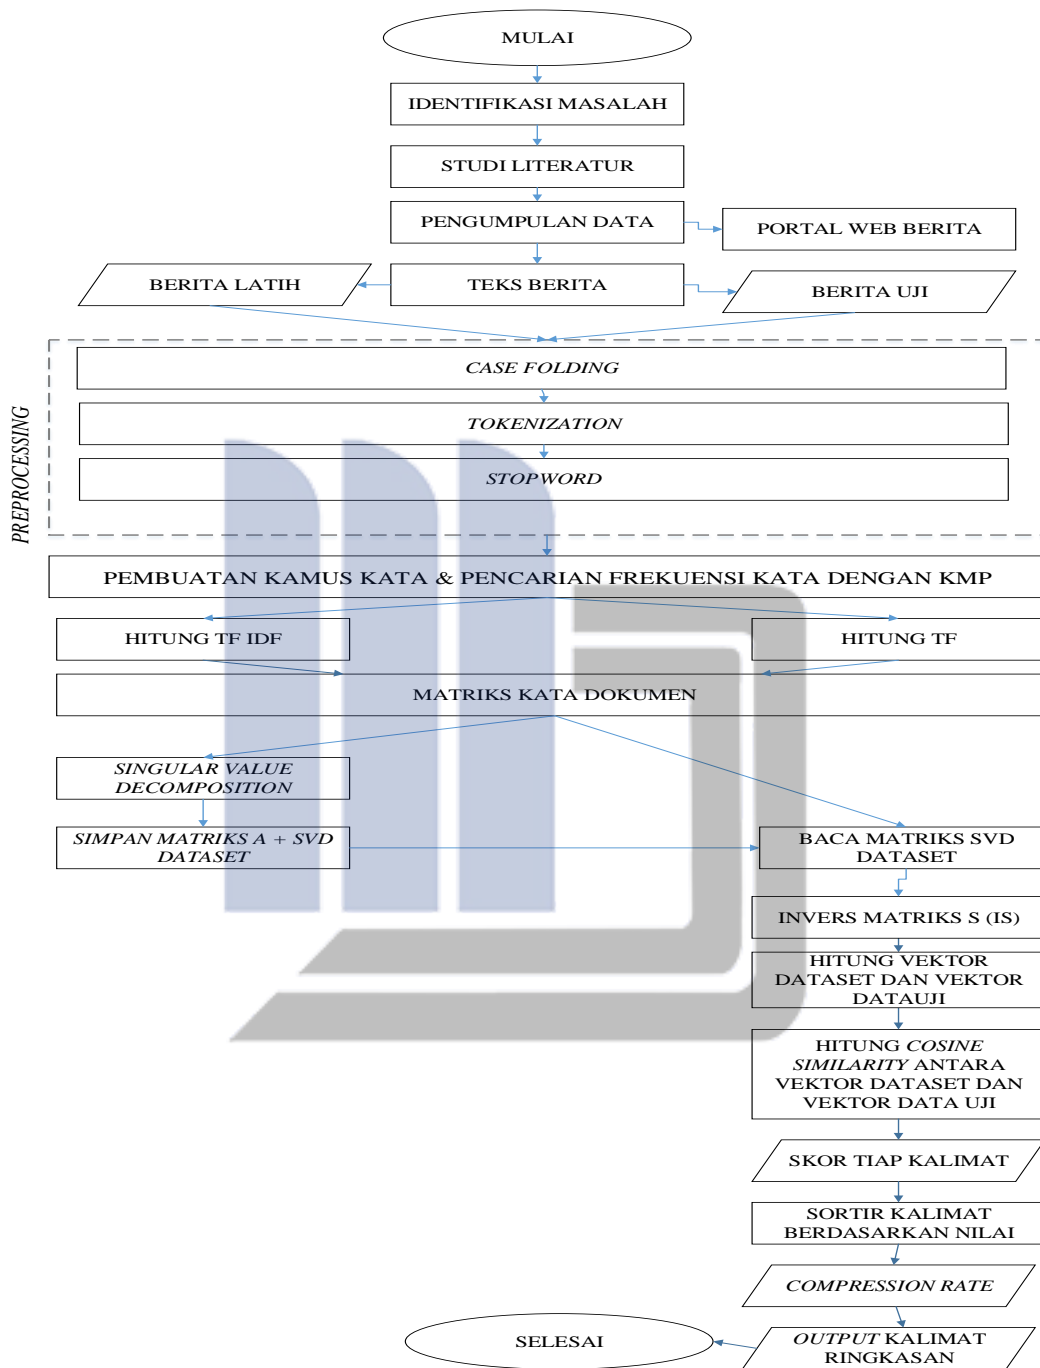 MULAI
IDENTIFIKASI MASALAH
STUDI LITERATUR
PENGUMPULAN DATA
PORTAL WEB BERITA
BERITA LATIH
TEKS BERITA
BERITA UJI
PREPROCESSING
CASE FOLDING
TOKENIZATION
STOPWORD
PEMBUATAN KAMUS KATA & PENCARIAN FREKUENSI KATA DENGAN KMP
HITUNG TF IDF
HITUNG TF
MATRIKS KATA DOKUMEN
SINGULAR VALUE
DECOMPOSITION
SIMPAN MATRIKS A + SVD
DATASET
BACA MATRIKS SVD
DATASET
INVERS MATRIKS S (IS)
HITUNG VEKTOR
DATASET DAN VEKTOR
DATAUJI
HITUNG COSINE
SIMILARITY ANTARA
VEKTOR DATASET DAN
VEKTOR DATA UJI
SKOR TIAP KALIMAT
SORTIR KALIMAT
BERDASARKAN NILAI
COMPRESSION RATE
OUTPUT KALIMAT
RINGKASAN
SELESAI